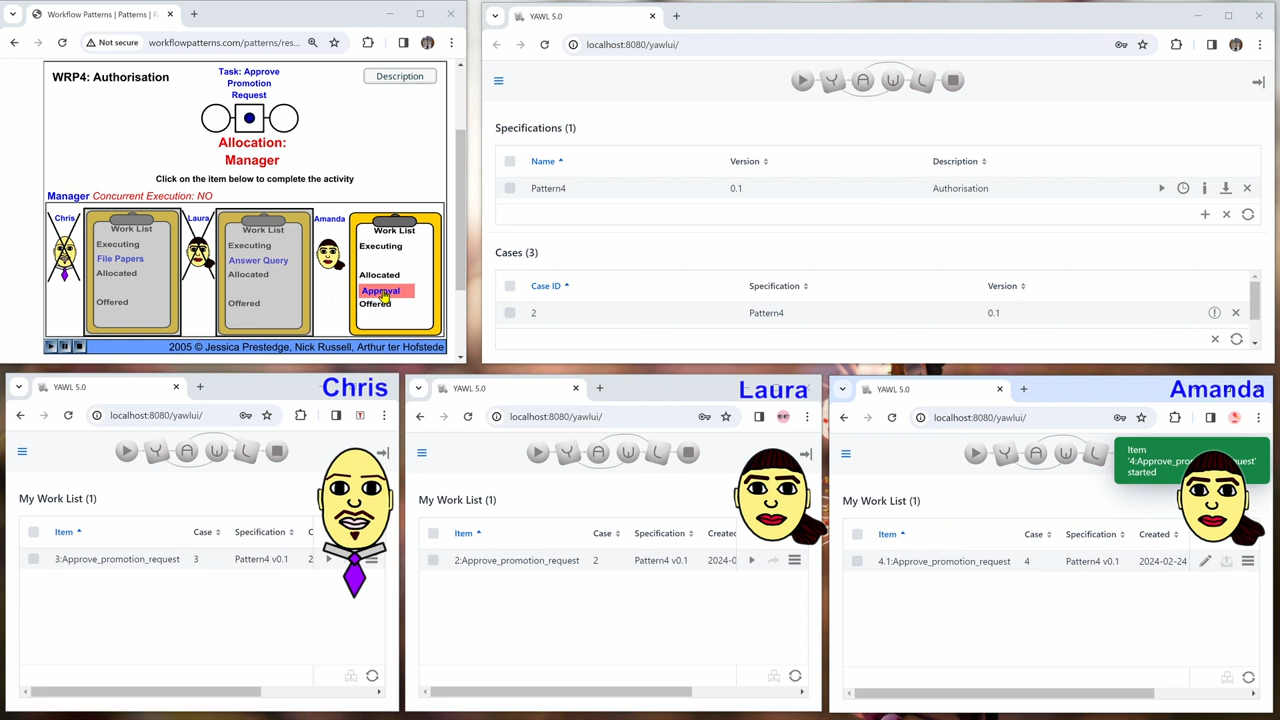 Workflow Patterns | Patterns | R
Not secure
workflowpatterns.com/patterns/res...
WRP4: Authorisation
Task: Approve
Promotion
Request
Description
Allocation:
Manager
Click on the item below to complete the activity
Manager Concurrent Execution: NO
Chris
Work List
Executing
File Papers
Allocated
Offered
Laura
Work List
Executing
Answer Query
Allocated
Offered
Amanda
Work List
Executing
Allocated
Approval
Offered
2005 © Jessica Prestedge, Nick Russell, Arthur ter Hofstede
YAWL 5.0
localhost:8080/yawlui/
Y A W L
Specifications (1)
Name Version Description
Pattern4 0.1 Authorisation
Cases (3)
Case ID Specification Version
2 Pattern4 0.1
YAWL 5.0
Chris
localhost:8080/yawlui/
Y A W L
My Work List (1)
Item Case Specification C
3:Approve_promotion_request 3 Pattern4 v0.1 2
YAWL 5.0
Laura
localhost:8080/yawlui/
Y A W L
My Work List (1)
Item Case Specification Created
2:Approve_promotion_request 2 Pattern4 v0.1 2024-0
YAWL 5.0
Amanda
localhost:8080/yawlui/
Y A W L
Item
'4:Approve_promotion_request'
started
My Work List (1)
Item Case Specification Created
4.1:Approve_promotion_request 4 Pattern4 v0.1 2024-02-24